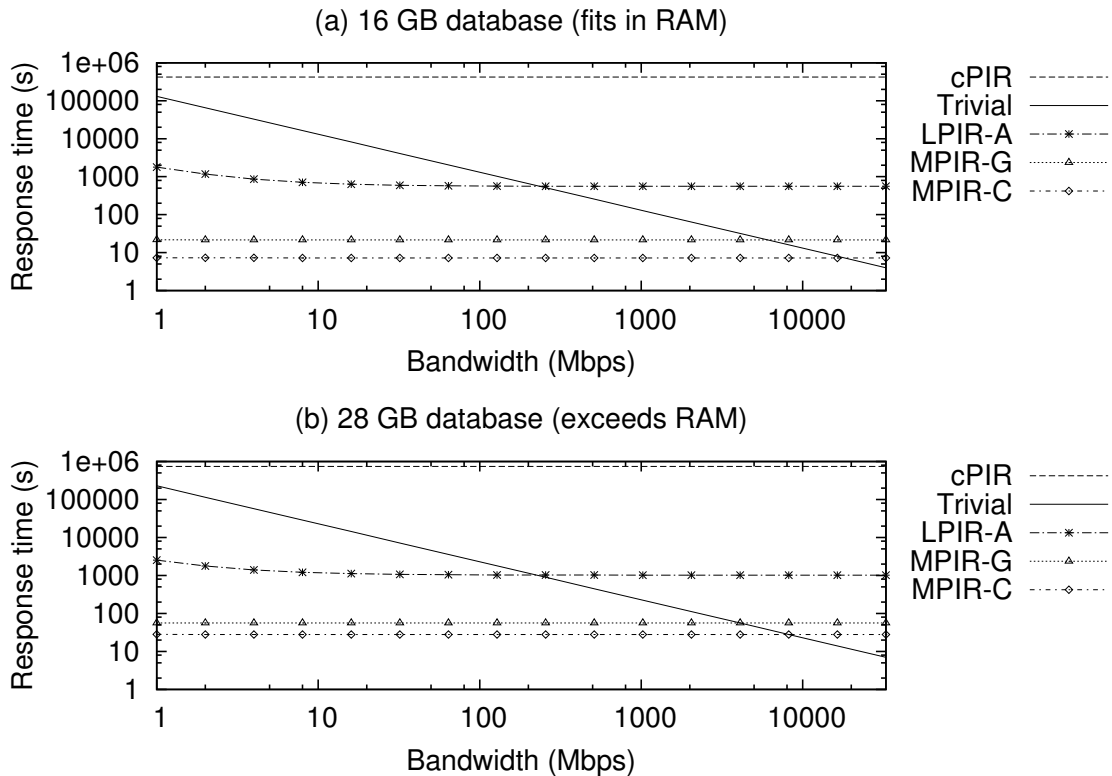 (a) 16 GB database (fits in RAM)
Response time (s)
1e+06
100000
10000
1000
100
10
1
1 10 100 1000 10000
Bandwidth (Mbps)
cPIR
Trivial
LPIR-A
MPIR-G
MPIR-C
(b) 28 GB database (exceeds RAM)
Response time (s)
1e+06
100000
10000
1000
100
10
1
1 10 100 1000 10000
Bandwidth (Mbps)
cPIR
Trivial
LPIR-A
MPIR-G
MPIR-C